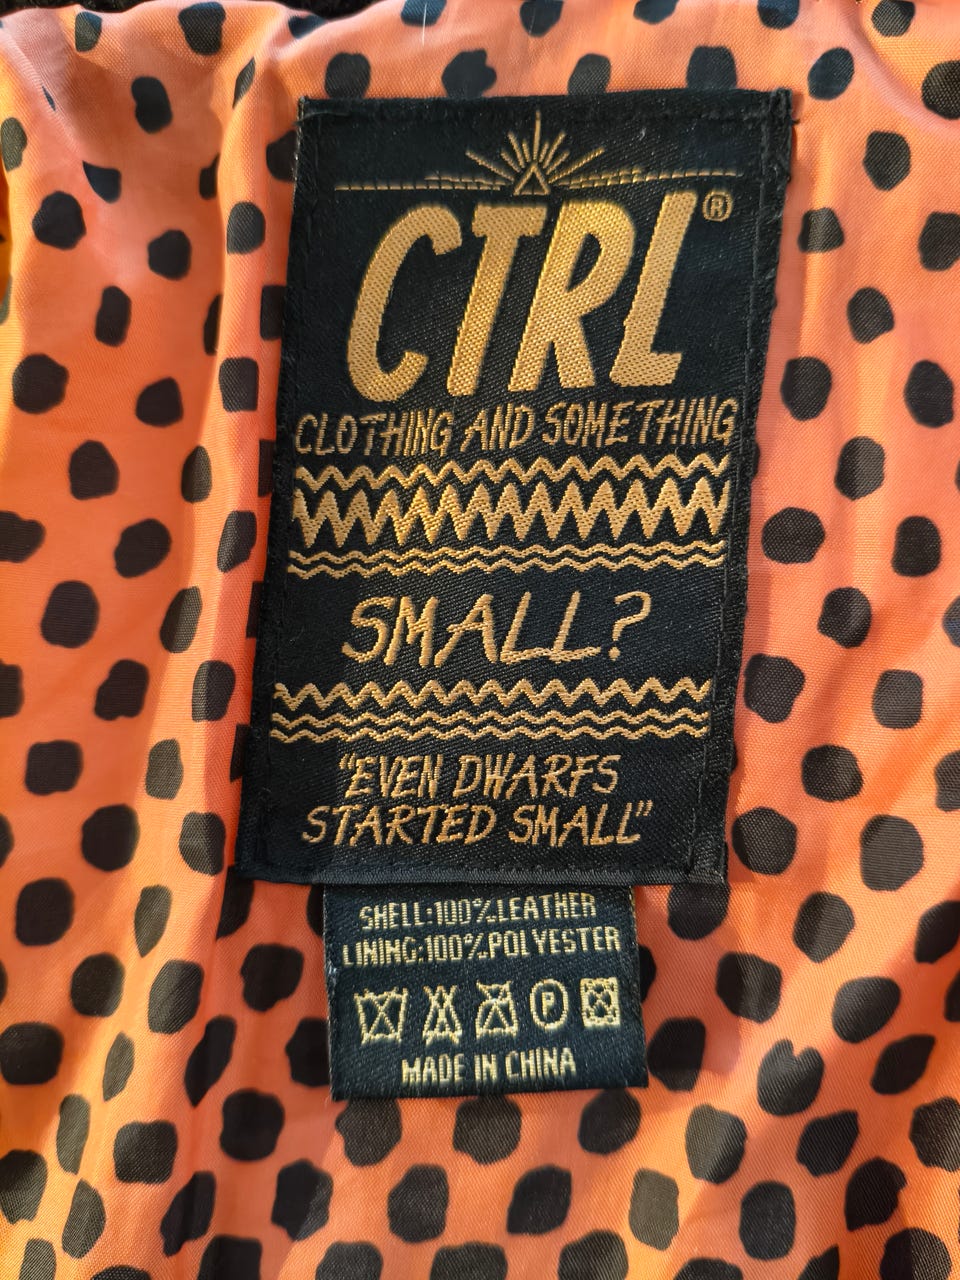 CTRL®
CLOTHING AND SOMETHING
SMALL?
"EVEN DWARFS
STARTED SMALL"
SHELL:100%LEATHER
LINING:100%POLYESTER
P
MADE IN CHINA